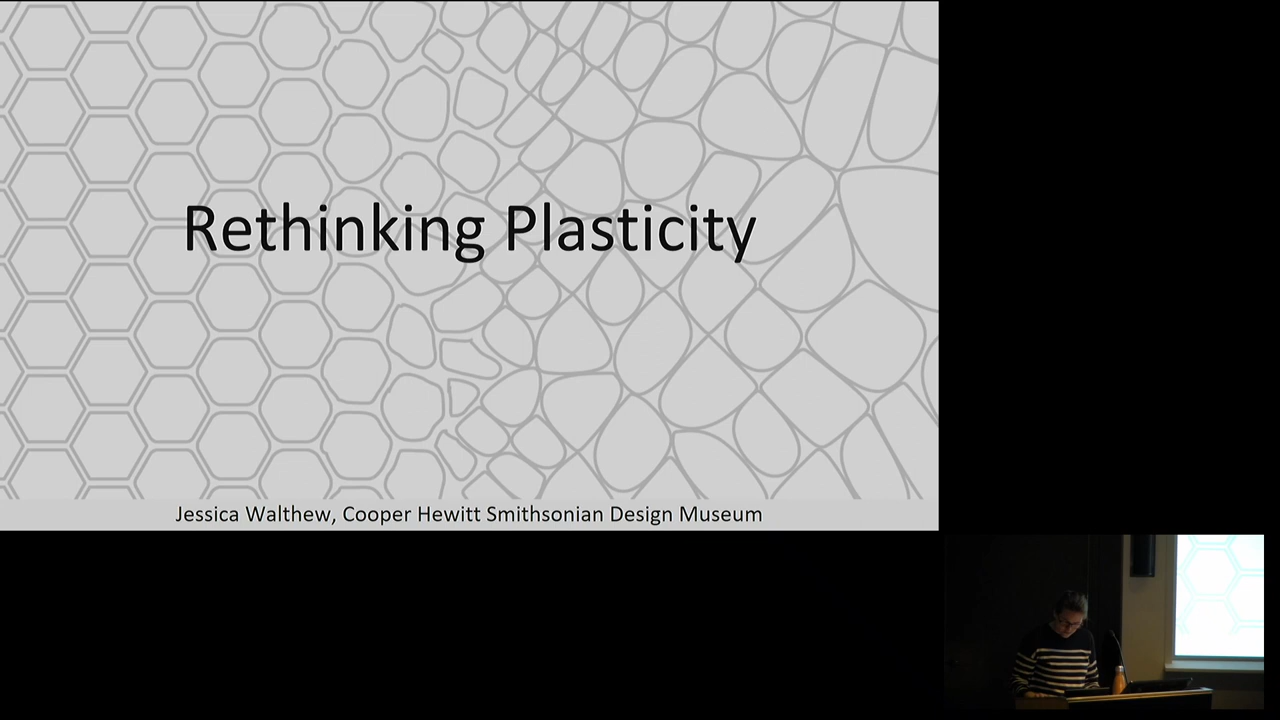 Rethinking Plasticity
Jessica Walthew, Cooper Hewitt Smithsonian Design Museum